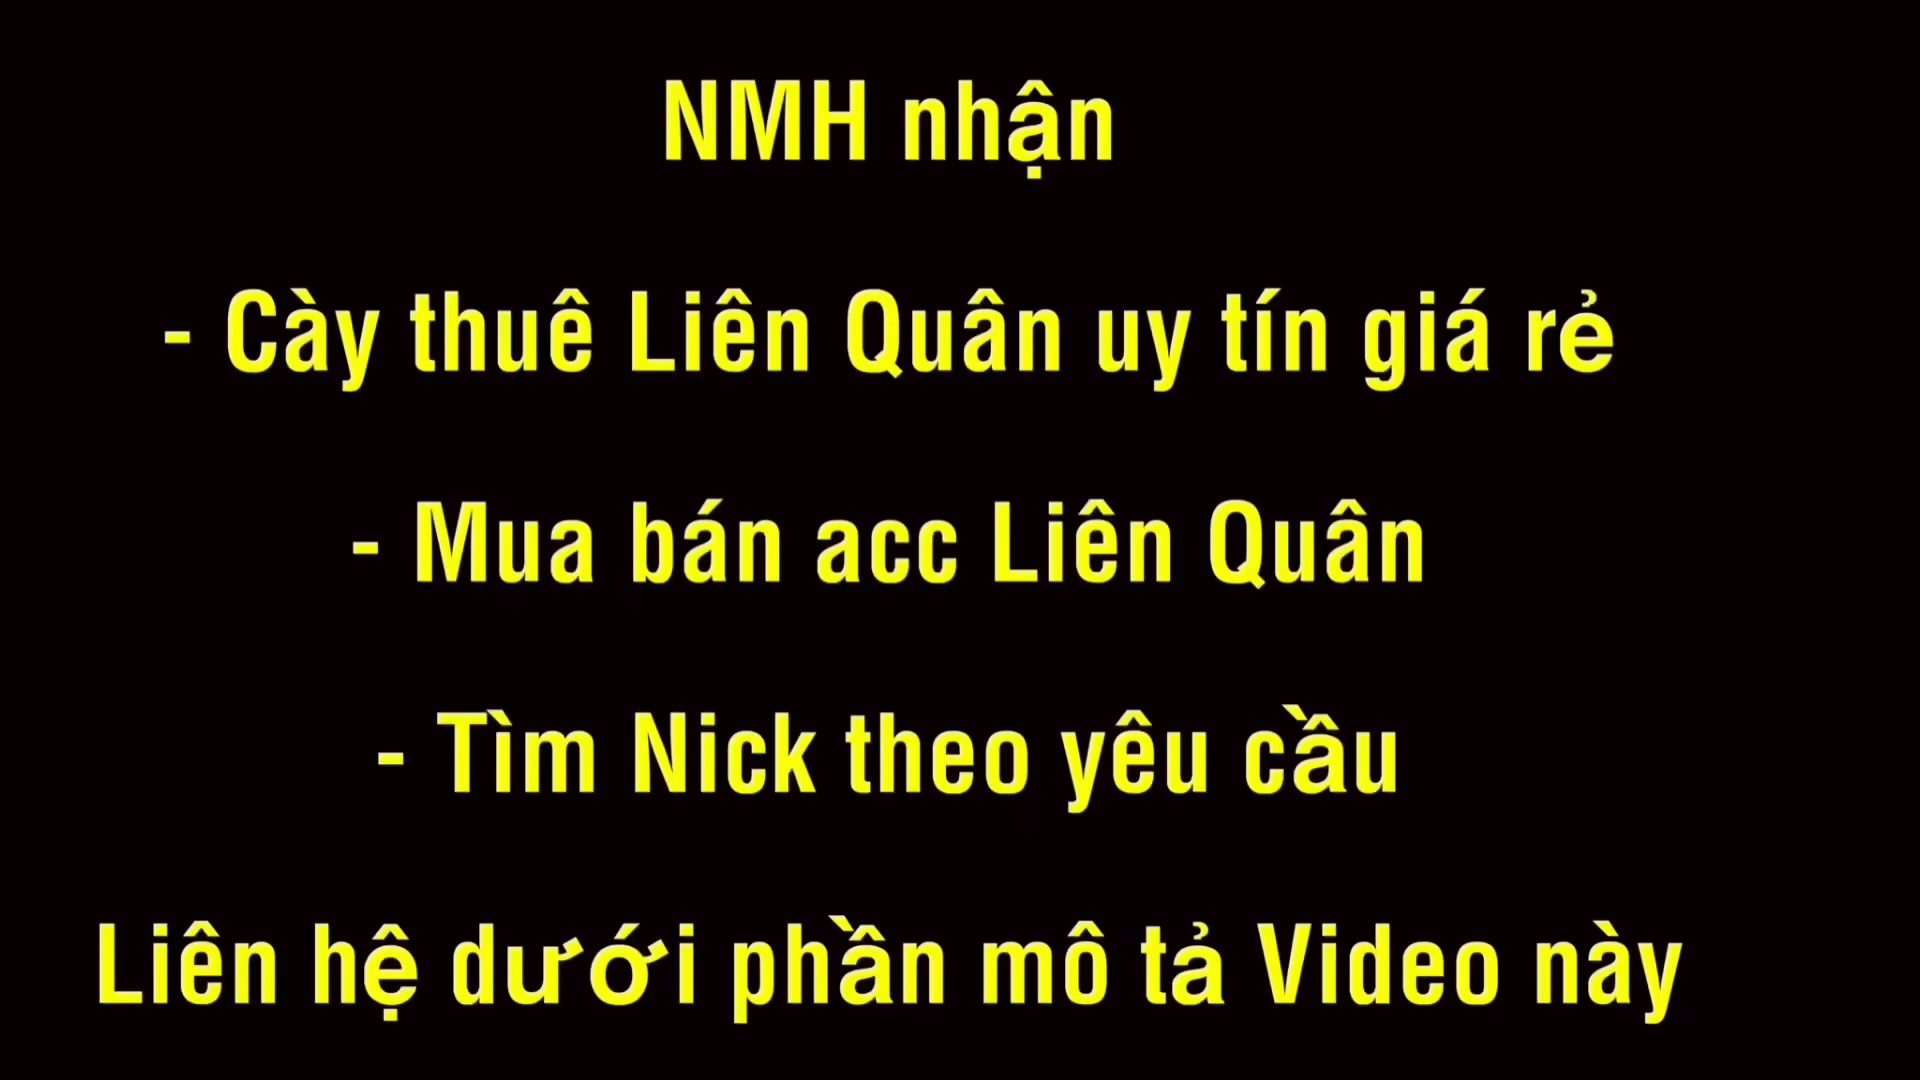 NMH nhận
- Cày thuê Liên Quân uy tín giá rẻ
- Mua bán acc Liên Quân
- Tìm Nick theo yêu cầu
Liên hệ dưới phần mô tả Video này